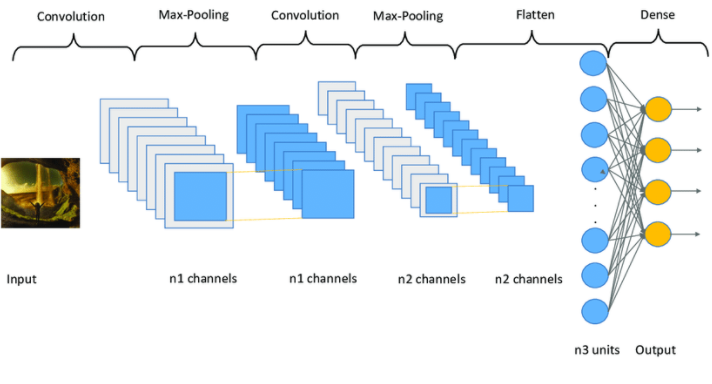 Convolution Max-Pooling Convolution Max-Pooling Flatten Dense
Input n1 channels n1 channels n2 channels n2 channels
n3 units Output